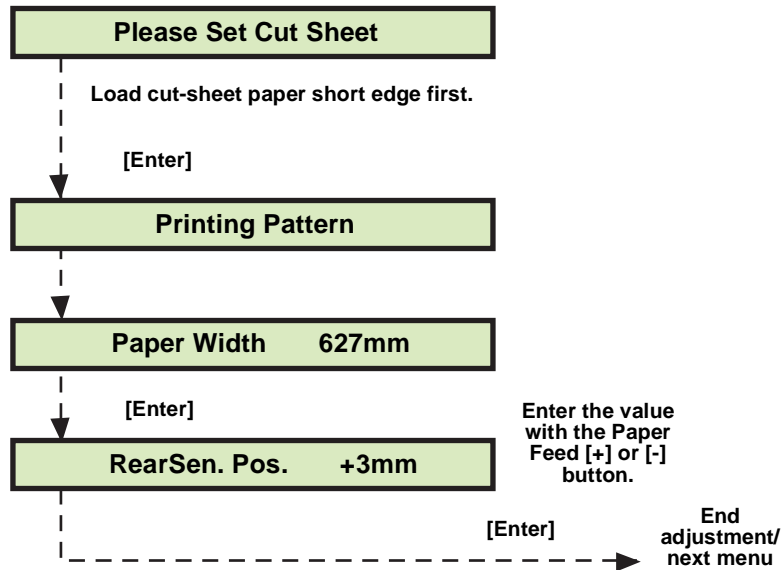 Please Set Cut Sheet
Load cut-sheet paper short edge first.
[Enter]
Printing Pattern
Paper Width 627mm
[Enter]
RearSen. Pos. +3mm
Enter the value
with the Paper
Feed [+] or [-]
button.
[Enter]
End
adjustment/
next menu